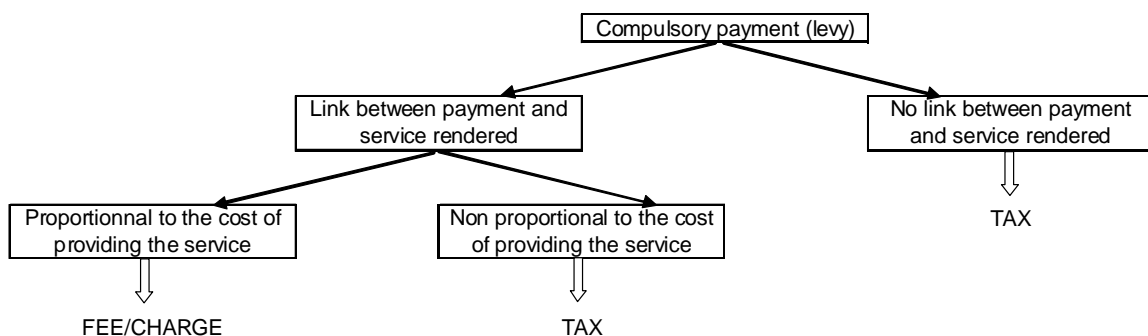 Compulsory payment (levy)
Link between payment and
service rendered
No link between payment
and service rendered
Proportionnal to the cost of
providing the service
Non proportional to the cost
of providing the service
TAX
FEE/CHARGE
TAX